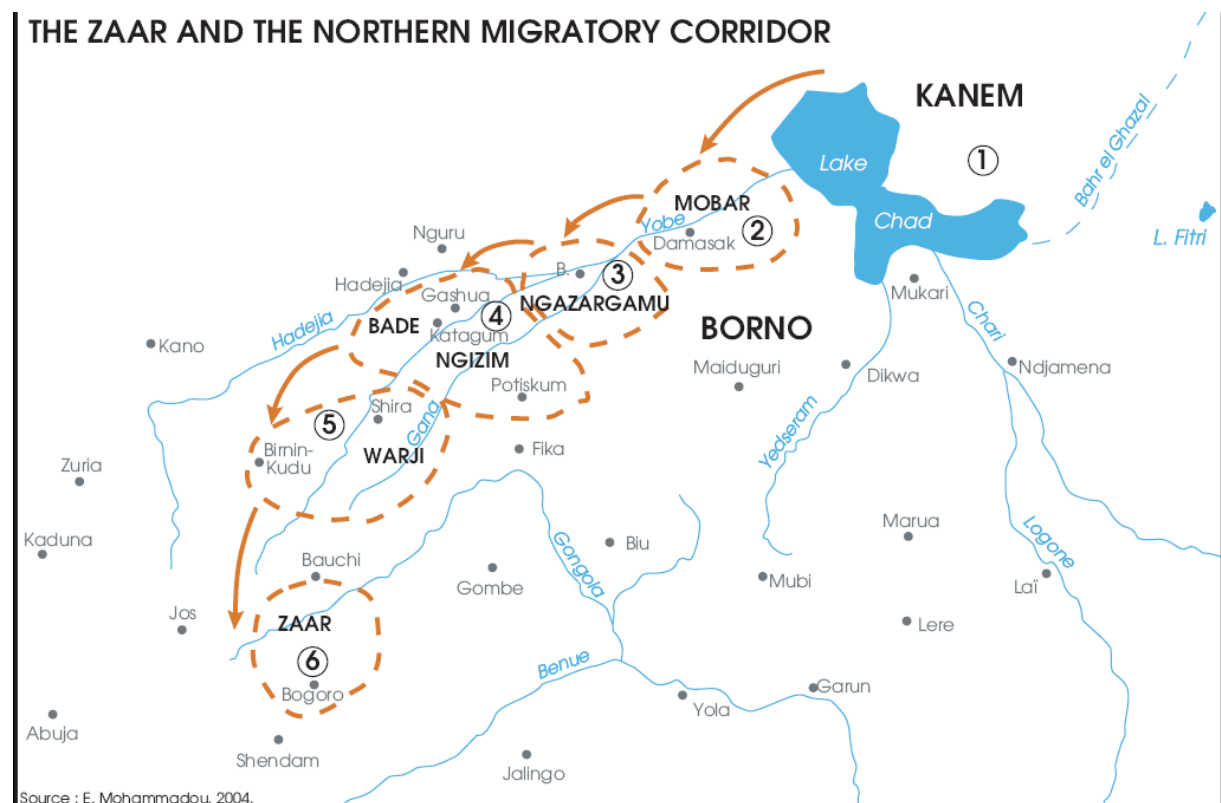 THE ZAAR AND THE NORTHERN MIGRATORY CORRIDOR
KANEM
1
Bahr el Ghazal
Lake
Chad
L. Fitri
MOBAR
2
Yobe
Damasak
Nguru
Hadejia
B.
3
NGAZARGAMU
Mukari
Gashua
4
BADE
Katagum
Hadejia
BORNO
Chari
Kano
NGIZIM
Maiduguri
Dikwa
Ndjamena
Potiskum
Shira
5
Gana
Yedseram
Birnin-
Kudu
WARJI
Fika
Zuria
Marua
Kaduna
Bauchi
Gongola
Biu
Logone
Gombe
Mubi
Laï
Jos
ZAAR
Lere
6
Benue
Bogoro
Garun
Yola
Abuja
Shendam
Jalingo
Source : E. Mohammadou, 2004.